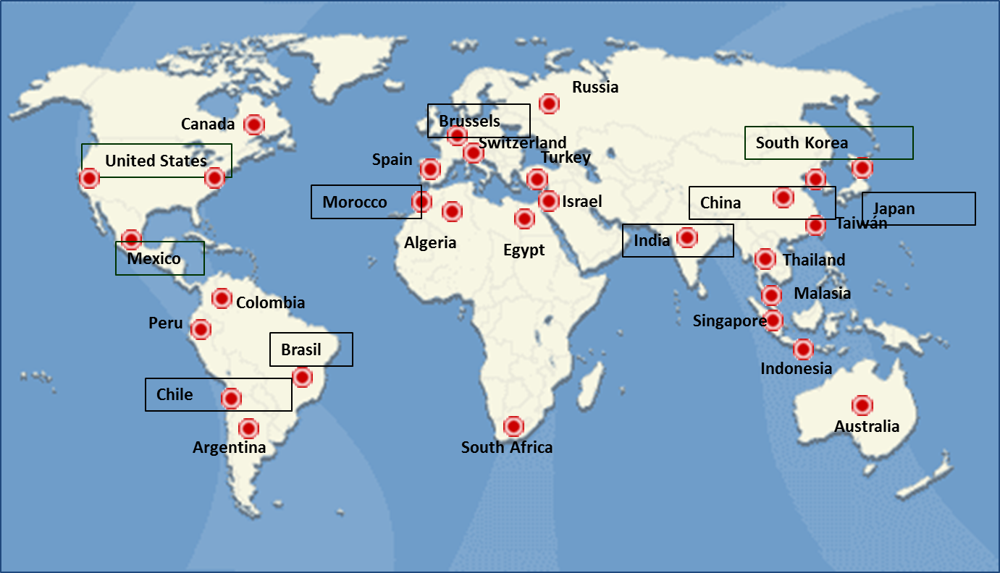 Russia
Brussels
Canada
Switzerland
South Korea
United States
Spain
Turkey
Morocco
Israel
China
Japan
Taiwán
India
Algeria
Egypt
Mexico
Thailand
Malasia
Colombia
Peru
Singapore
Brasil
Indonesia
Chile
Australia
Argentina
South Africa